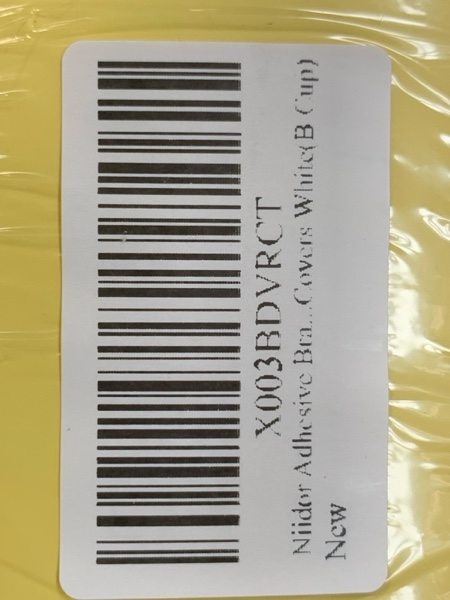 X003BDVRCT
Niidor Adhesive Bra...Covers White(B Cup)
New